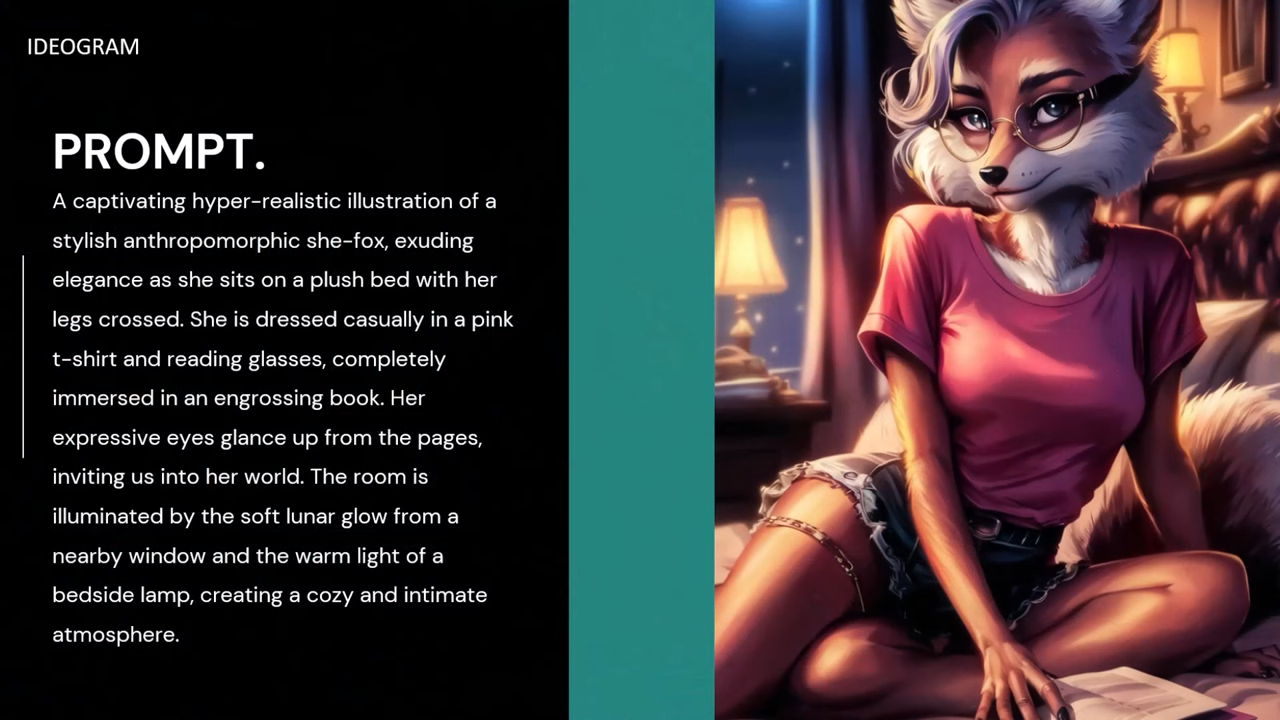 IDEOGRAM
PROMPT.
A captivating hyper-realistic illustration of a
stylish anthropomorphic she-fox, exuding
elegance as she sits on a plush bed with her
legs crossed. She is dressed casually in a pink
t-shirt and reading glasses, completely
immersed in an engrossing book. Her
expressive eyes glance up from the pages,
inviting us into her world. The room is
illuminated by the soft lunar glow from a
nearby window and the warm light of a
bedside lamp, creating a cozy and intimate
atmosphere.